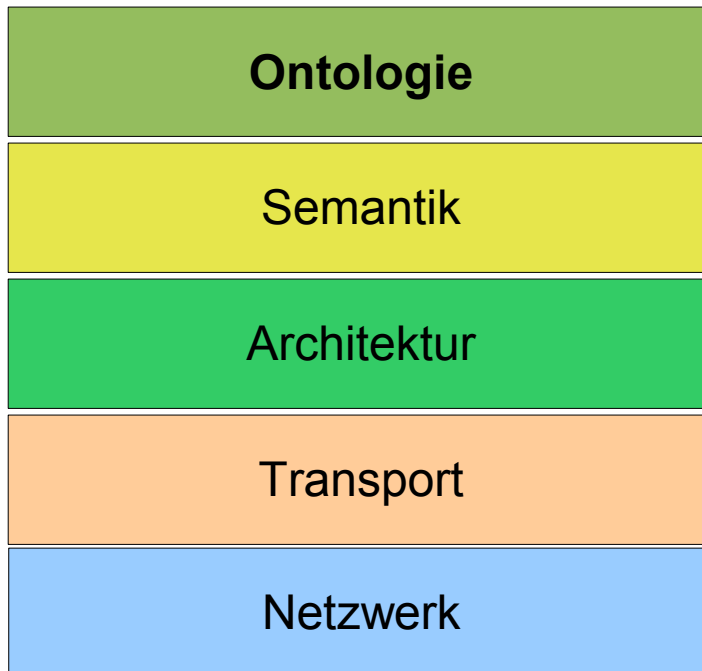 Ontologie
Semantik
Architektur
Transport
Netzwerk